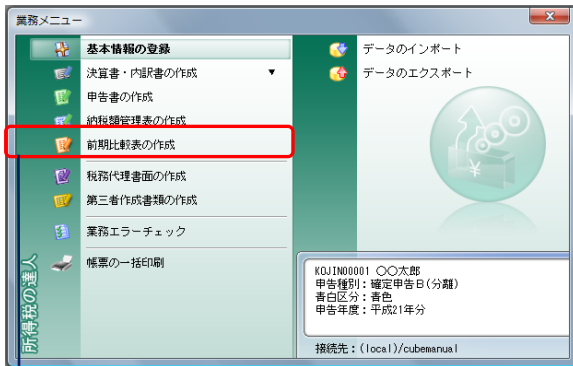 業務メニュー
基本情報の登録
決算書・内訳書の作成 ▼
申告書の作成
納税額管理表の作成
前期比較表の作成
税務代理書面の作成
第三者作成書類の作成
業務エラーチェック
帳票の一括印刷
所得税の達人
データのインポート
データのエクスポート
¥
KOJIN00001 〇〇太郎
申告種別：確定申告B(分離)
青白区分：青色
申告年度：平成21年分
接続先：(local)/cubemanual